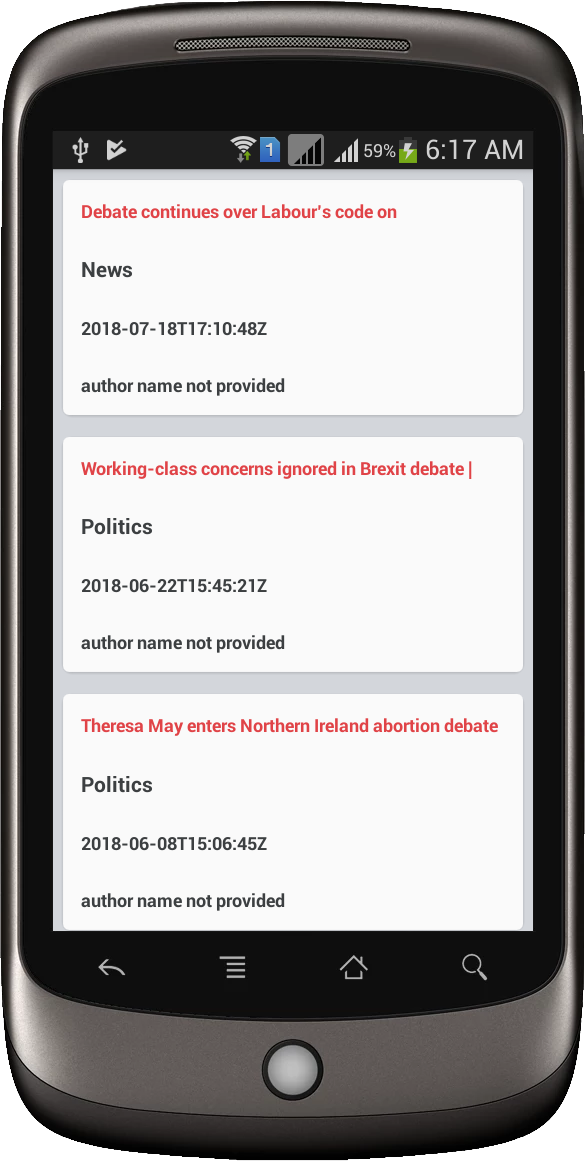 1 59% 6:17 AM
Debate continues over Labour's code on
News
2018-07-18T17:10:48Z
author name not provided
Working-class concerns ignored in Brexit debate |
Politics
2018-06-22T15:45:21Z
author name not provided
Theresa May enters Northern Ireland abortion debate
Politics
2018-06-08T15:06:45Z
author name not provided